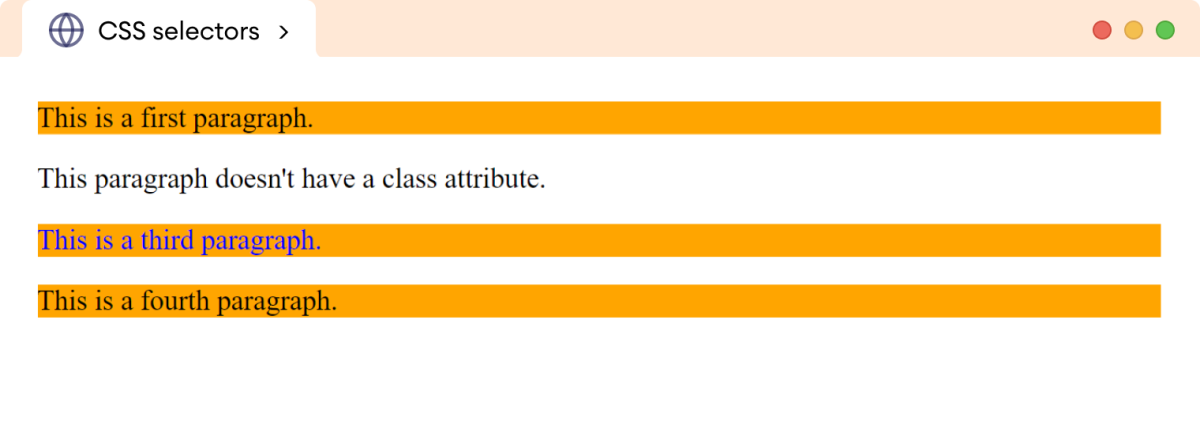 CSS selectors
This is a first paragraph.
This paragraph doesn't have a class attribute.
This is a third paragraph.
This is a fourth paragraph.